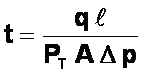 t = q ℓ / P_T A Δ p